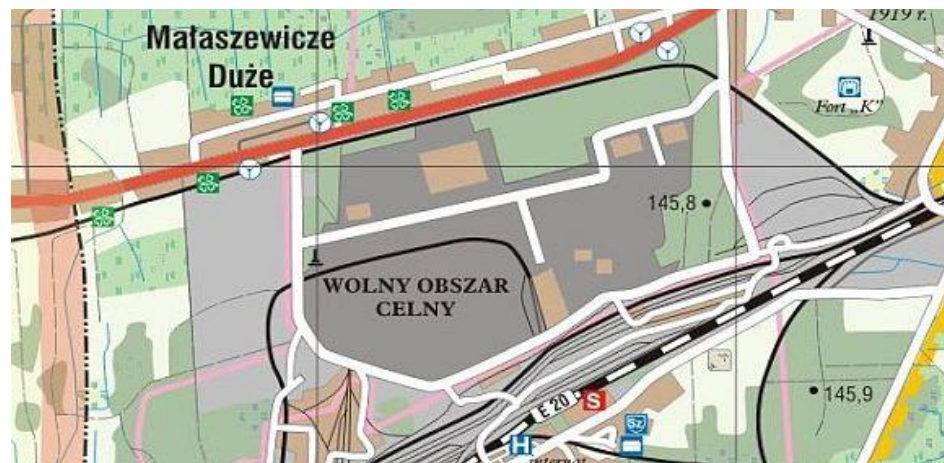 1919 r.
Małaszewicze
Duże
Fort „K”
145,8
WOLNY OBSZAR
CELNY
E 20
S
Sz
145,9
H